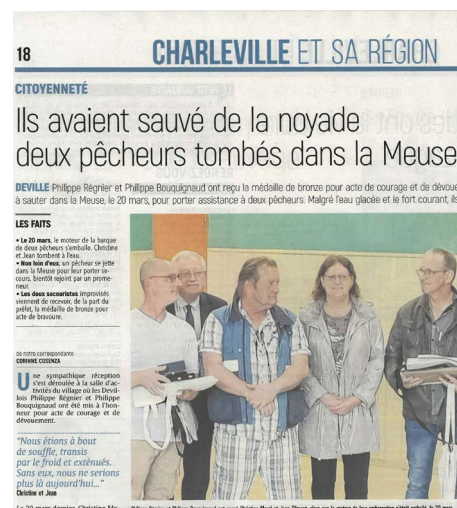 18
CHARLEVILLE ET SA RÉGION
CITOYENNETÉ
Ils avaient sauvé de la noyade
deux pêcheurs tombés dans la Meuse
DEVILLE Philippe Régnier et Philippe Bouquignaud ont reçu la médaille de bronze pour acte de courage et de dévoue
à sauter dans la Meuse, le 20 mars, pour porter assistance à deux pêcheurs. Malgré l'eau glacée et le fort courant, ils
LES FAITS
• Le 20 mars, le moteur de la barque
de deux pêcheurs s'emballe. Christine
et Jean tombent à l'eau.
• Non loin d'eux, un pêcheur se jette
dans la Meuse pour leur porter se-
cours, bientôt rejoint par un prome-
neur.
• Les deux secouristes improvisés
viennent de recevoir, de la part du
préfet, la médaille de bronze pour
acte de bravoure.
de notre correspondante
CORINNE COSENZA
Une sympathique réception
s'est déroulée à la salle d'ac-
tivités du village où les Devil-
lois Philippe Régnier et Philippe
Bouquignaud ont été mis à l'hon-
neur pour acte de courage et de
dévouement.
"Nous étions à bout
de souffle, transis
par le froid et exténués.
Sans eux, nous ne serions
plus là aujourd'hui..."
Christine et Jean